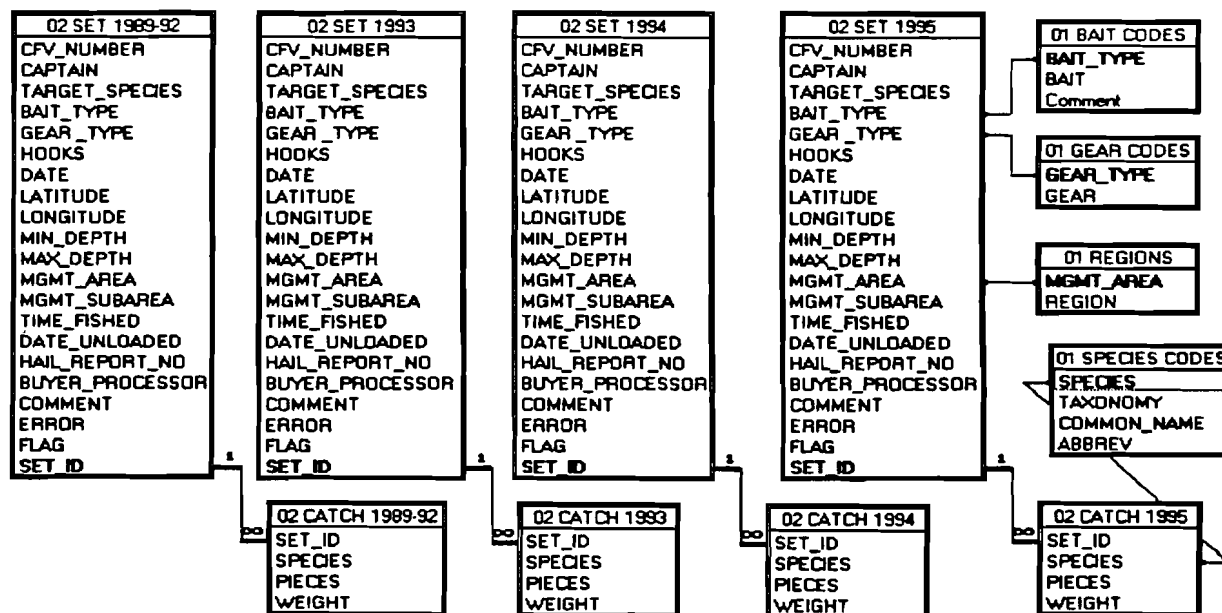 02 SET 1989-92
CFV_NUMBER
CAPTAIN
TARGET_SPECIES
BAIT_TYPE
GEAR_TYPE
HOOKS
DATE
LATITUDE
LONGITUDE
MIN_DEPTH
MAX_DEPTH
MGMT_AREA
MGMT_SUBAREA
TIME_FISHED
DATE_UNLOADED
HAIL_REPORT_NO
BUYER_PROCESSOR
COMMENT
ERROR
FLAG
SET_ID
1
∞
02 CATCH 1989-92
SET_ID
SPECIES
PIECES
WEIGHT
02 SET 1993
CFV_NUMBER
CAPTAIN
TARGET_SPECIES
BAIT_TYPE
GEAR_TYPE
HOOKS
DATE
LATITUDE
LONGITUDE
MIN_DEPTH
MAX_DEPTH
MGMT_AREA
MGMT_SUBAREA
TIME_FISHED
DATE_UNLOADED
HAIL_REPORT_NO
BUYER_PROCESSOR
COMMENT
ERROR
FLAG
SET_ID
1
∞
02 CATCH 1993
SET_ID
SPECIES
PIECES
WEIGHT
02 SET 1994
CFV_NUMBER
CAPTAIN
TARGET_SPECIES
BAIT_TYPE
GEAR_TYPE
HOOKS
DATE
LATITUDE
LONGITUDE
MIN_DEPTH
MAX_DEPTH
MGMT_AREA
MGMT_SUBAREA
TIME_FISHED
DATE_UNLOADED
HAIL_REPORT_NO
BUYER_PROCESSOR
COMMENT
ERROR
FLAG
SET_ID
1
∞
02 CATCH 1994
SET_ID
SPECIES
PIECES
WEIGHT
02 SET 1995
CFV_NUMBER
CAPTAIN
TARGET_SPECIES
BAIT_TYPE
GEAR_TYPE
HOOKS
DATE
LATITUDE
LONGITUDE
MIN_DEPTH
MAX_DEPTH
MGMT_AREA
MGMT_SUBAREA
TIME_FISHED
DATE_UNLOADED
HAIL_REPORT_NO
BUYER_PROCESSOR
COMMENT
ERROR
FLAG
SET_ID
1
∞
02 CATCH 1995
SET_ID
SPECIES
PIECES
WEIGHT
01 BAIT CODES
BAIT_TYPE
BAIT
Comment
01 GEAR CODES
GEAR_TYPE
GEAR
01 REGIONS
MGMT_AREA
REGION
01 SPECIES CODES
SPECIES
TAXONOMY
COMMON_NAME
ABBREV